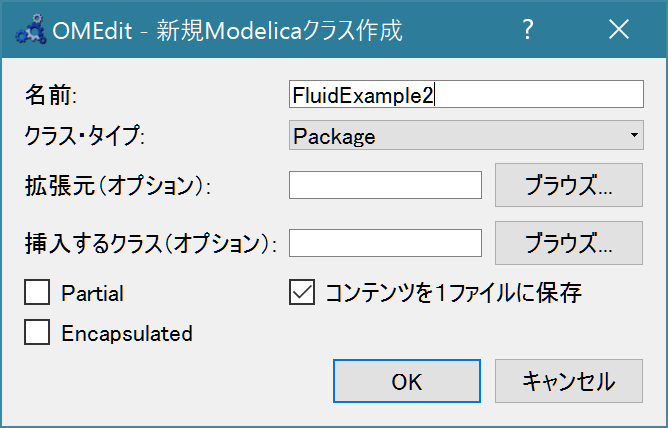 OMEdit - 新規Modelicaクラス作成 ?
名前: FluidExample2
クラス・タイプ: Package
拡張元(オプション): ブラウズ...
挿入するクラス(オプション): ブラウズ...
Partial コンテンツを1ファイルに保存
Encapsulated
OK キャンセル